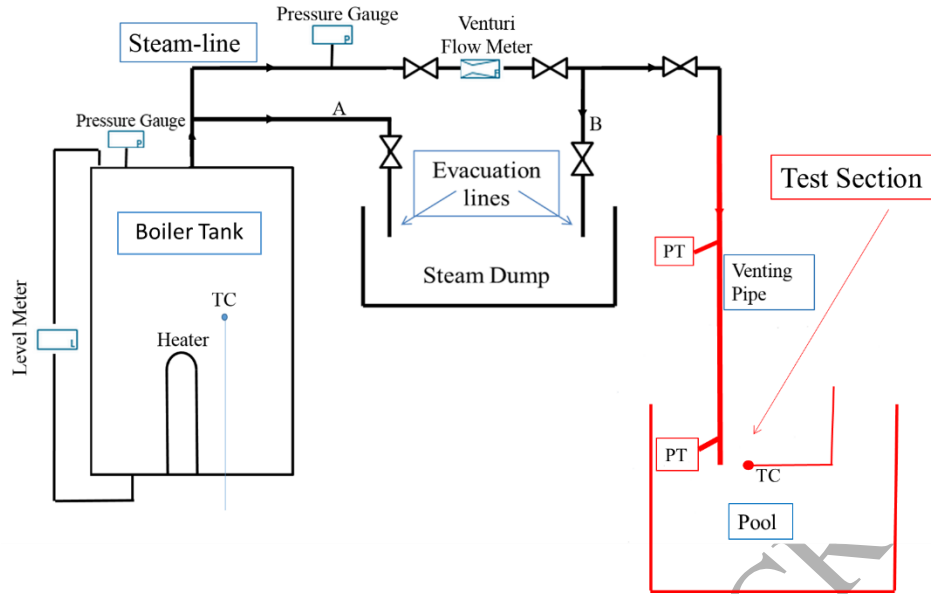 Pressure Gauge
P
Steam-line
Venturi
Flow Meter
F
Pressure Gauge
P
A
B
Evacuation
lines
Test Section
Boiler Tank
PT
Steam Dump
Venting
Pipe
TC
Level Meter
L
Heater
PT
TC
Pool